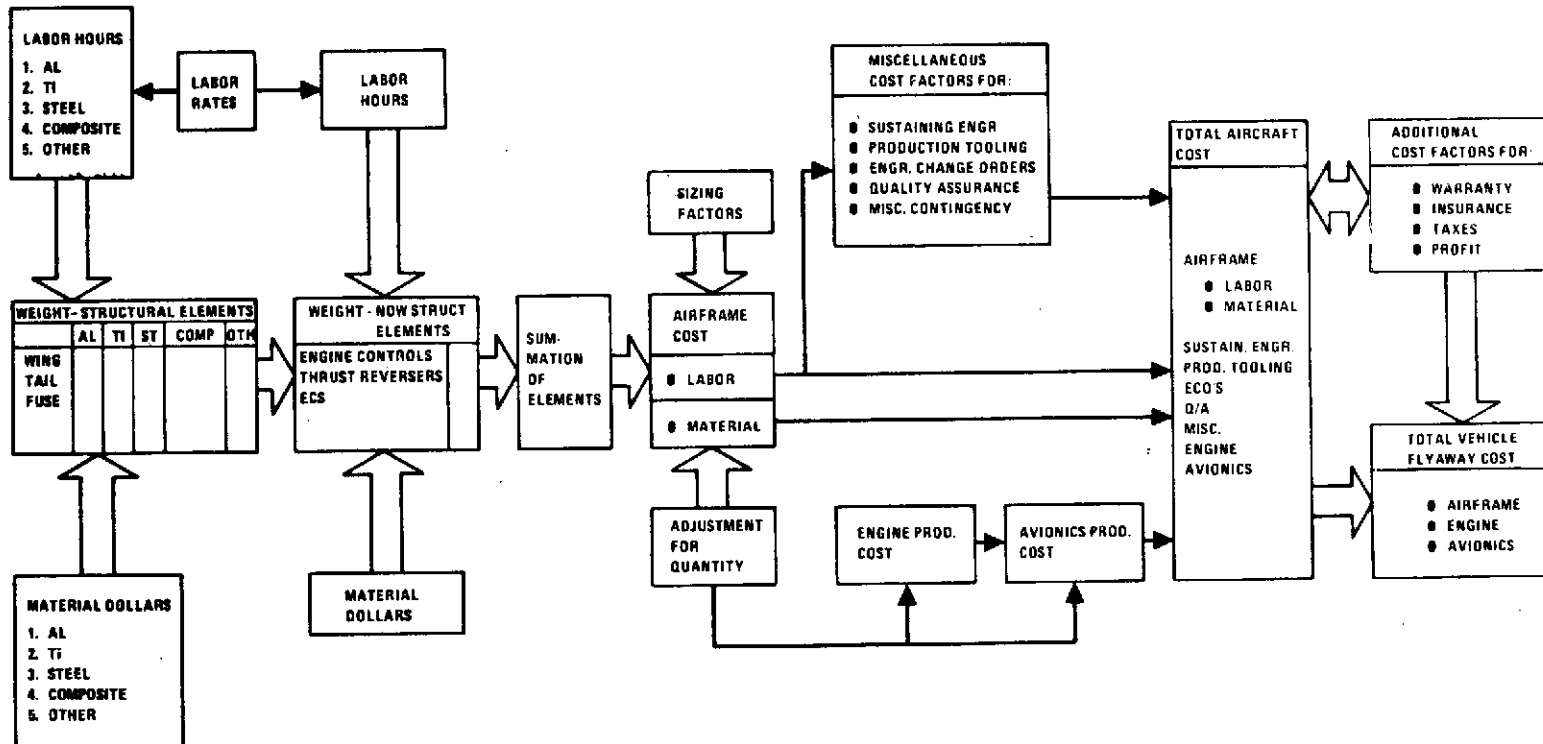 LABOR HOURS
1. AL
2. TI
3. STEEL
4. COMPOSITE
5. OTHER
LABOR
RATES
LABOR
HOURS
MISCELLANEOUS
COST FACTORS FOR:
SUSTAINING ENGR
PRODUCTION TOOLING
ENGR. CHANGE ORDERS
QUALITY ASSURANCE
MISC. CONTINGENCY
TOTAL AIRCRAFT
COST
AIRFRAME
LABOR
MATERIAL
SUSTAIN. ENGR.
PROD. TOOLING
ECO'S
Q/A
MISC.
ENGINE
AVIONICS
ADDITIONAL
COST FACTORS FOR:
WARRANTY
INSURANCE
TAXES
PROFIT
SIZING
FACTORS
WEIGHT- STRUCTURAL ELEMENTS
AL TI ST COMP OTH
WING
TAIL
FUSE
WEIGHT - NOW STRUCT
ELEMENTS
ENGINE CONTROLS
THRUST REVERSERS
ECS
SUM-
MATION
OF
ELEMENTS
AIRFRAME
COST
LABOR
MATERIAL
TOTAL VEHICLE
FLYAWAY COST
AIRFRAME
ENGINE
AVIONICS
ADJUSTMENT
FOR
QUANTITY
ENGINE PROD.
COST
AVIONICS PROD.
COST
MATERIAL DOLLARS
1. AL
2. Ti
3. STEEL
4. COMPOSITE
5. OTHER
MATERIAL
DOLLARS